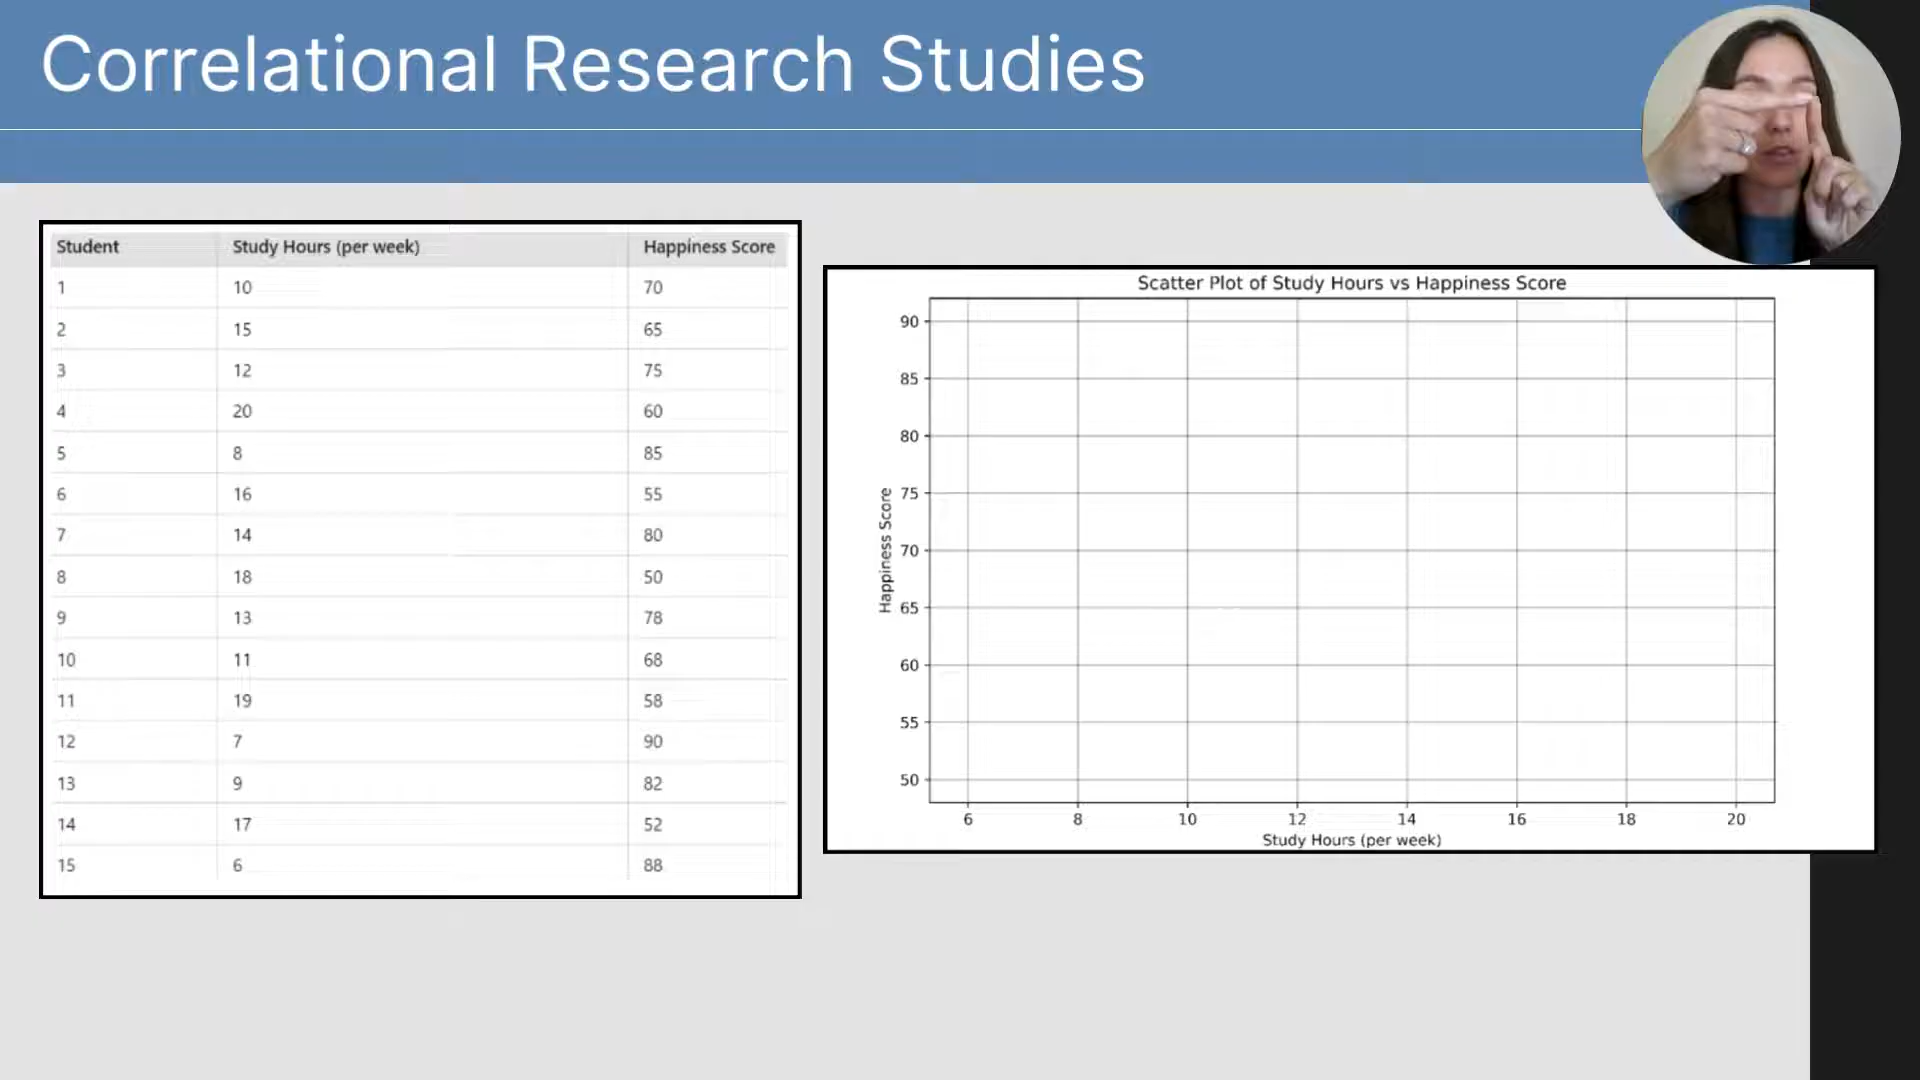 Correlational Research Studies
Student Study Hours (per week) Happiness Score
1 10 70
2 15 65
3 12 75
4 20 60
5 8 85
6 16 55
7 14 80
8 18 50
9 13 78
10 11 68
11 19 58
12 7 90
13 9 82
14 17 52
15 6 88
Scatter Plot of Study Hours vs Happiness Score
90
85
80
75
70
65
60
55
50
Happiness Score
6 8 10 12 14 16 18 20
Study Hours (per week)